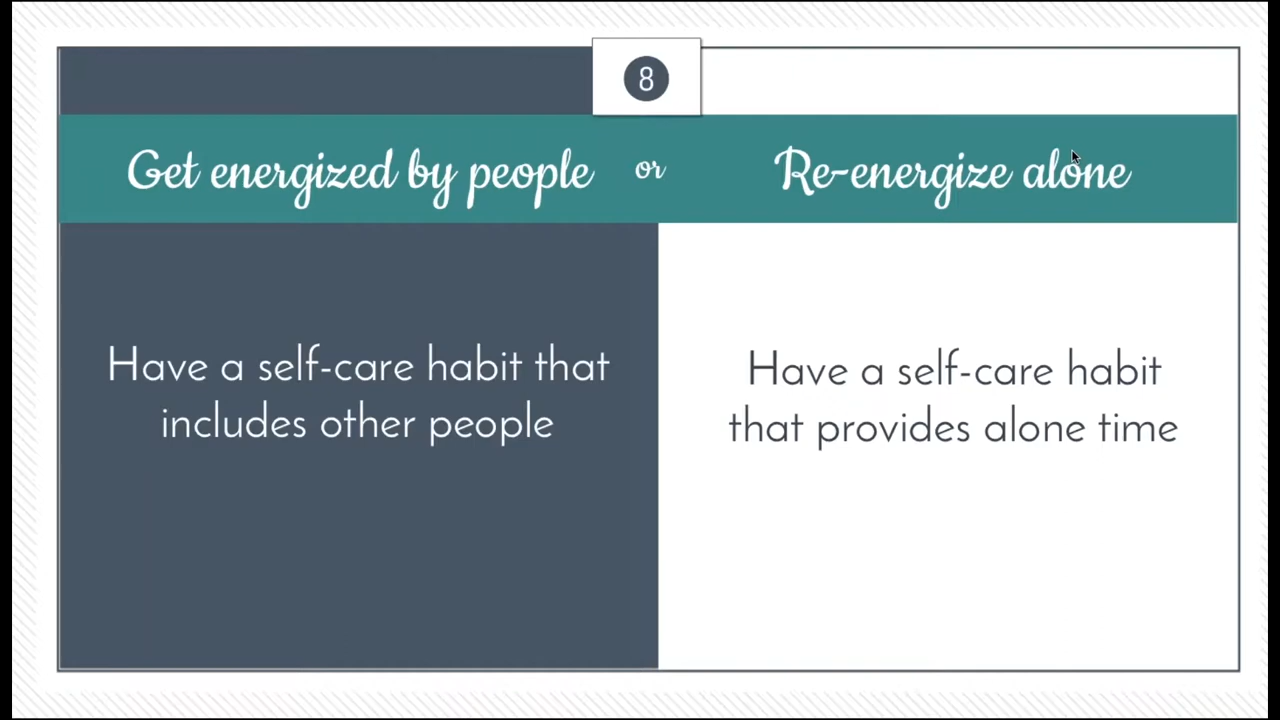 8
Get energized by people or Re-energize alone
Have a self-care habit that
includes other people
Have a self-care habit
that provides alone time